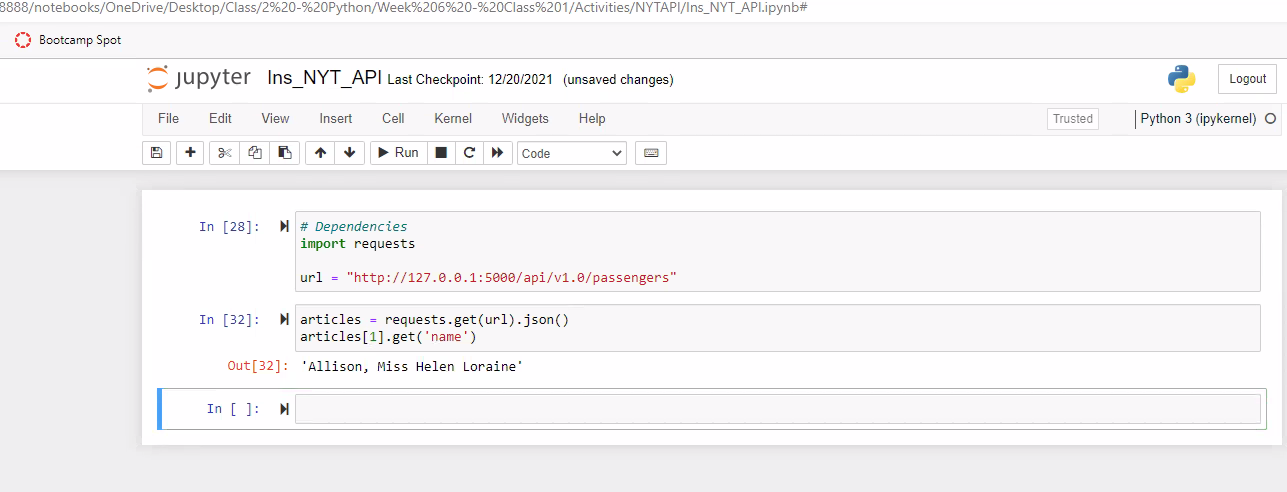 8888/notebooks/OneDrive/Desktop/Class/2%20-%20Python/Week%206%20-%20Class%201/Activities/NYTAPI/Ins_NYT_API.ipynb#
Bootcamp Spot
jupyter Ins_NYT_API Last Checkpoint: 12/20/2021 (unsaved changes) Logout
File Edit View Insert Cell Kernel Widgets Help Trusted Python 3 (ipykernel)
Run Code
In [28]: # Dependencies
import requests
url = "http://127.0.0.1:5000/api/v1.0/passengers"
In [32]: articles = requests.get(url).json()
articles[1].get('name')
Out[32]: 'Allison, Miss Helen Loraine'
In [ ]: